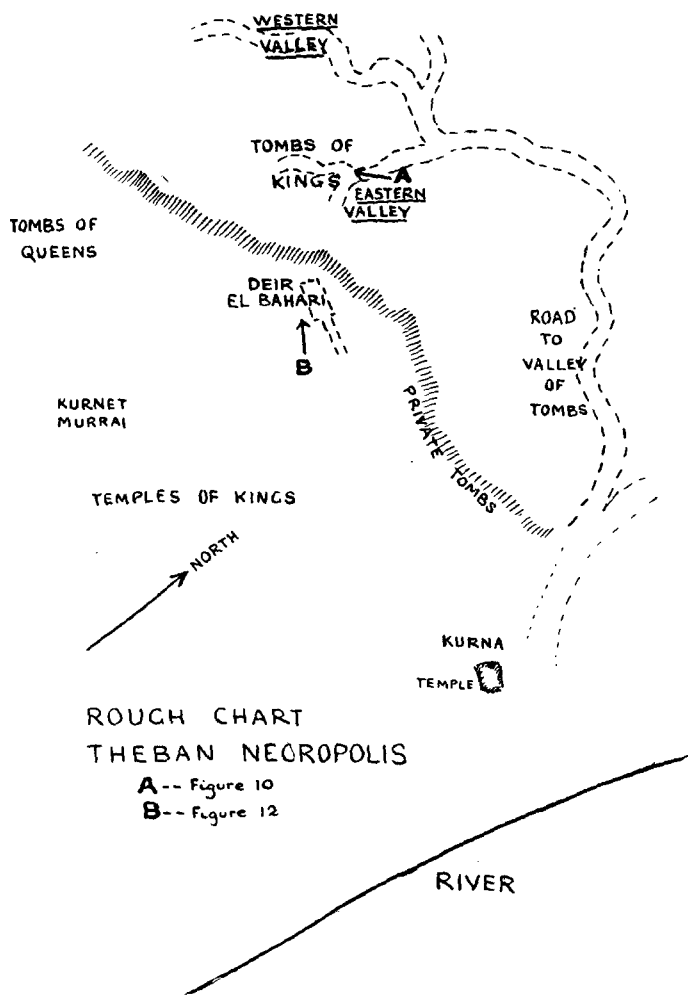 WESTERN
VALLEY
TOMBS OF
KINGS
A
EASTERN
VALLEY
TOMBS OF
QUEENS
DEIR
EL BAHARI
B
ROAD
TO
VALLEY
OF
TOMBS
KURNET
MURRAI
PRIVATE TOMBS
TEMPLES OF KINGS
NORTH
KURNA
TEMPLE
ROUGH CHART
THEBAN NECROPOLIS
A -- Figure 10
B -- Figure 12
RIVER